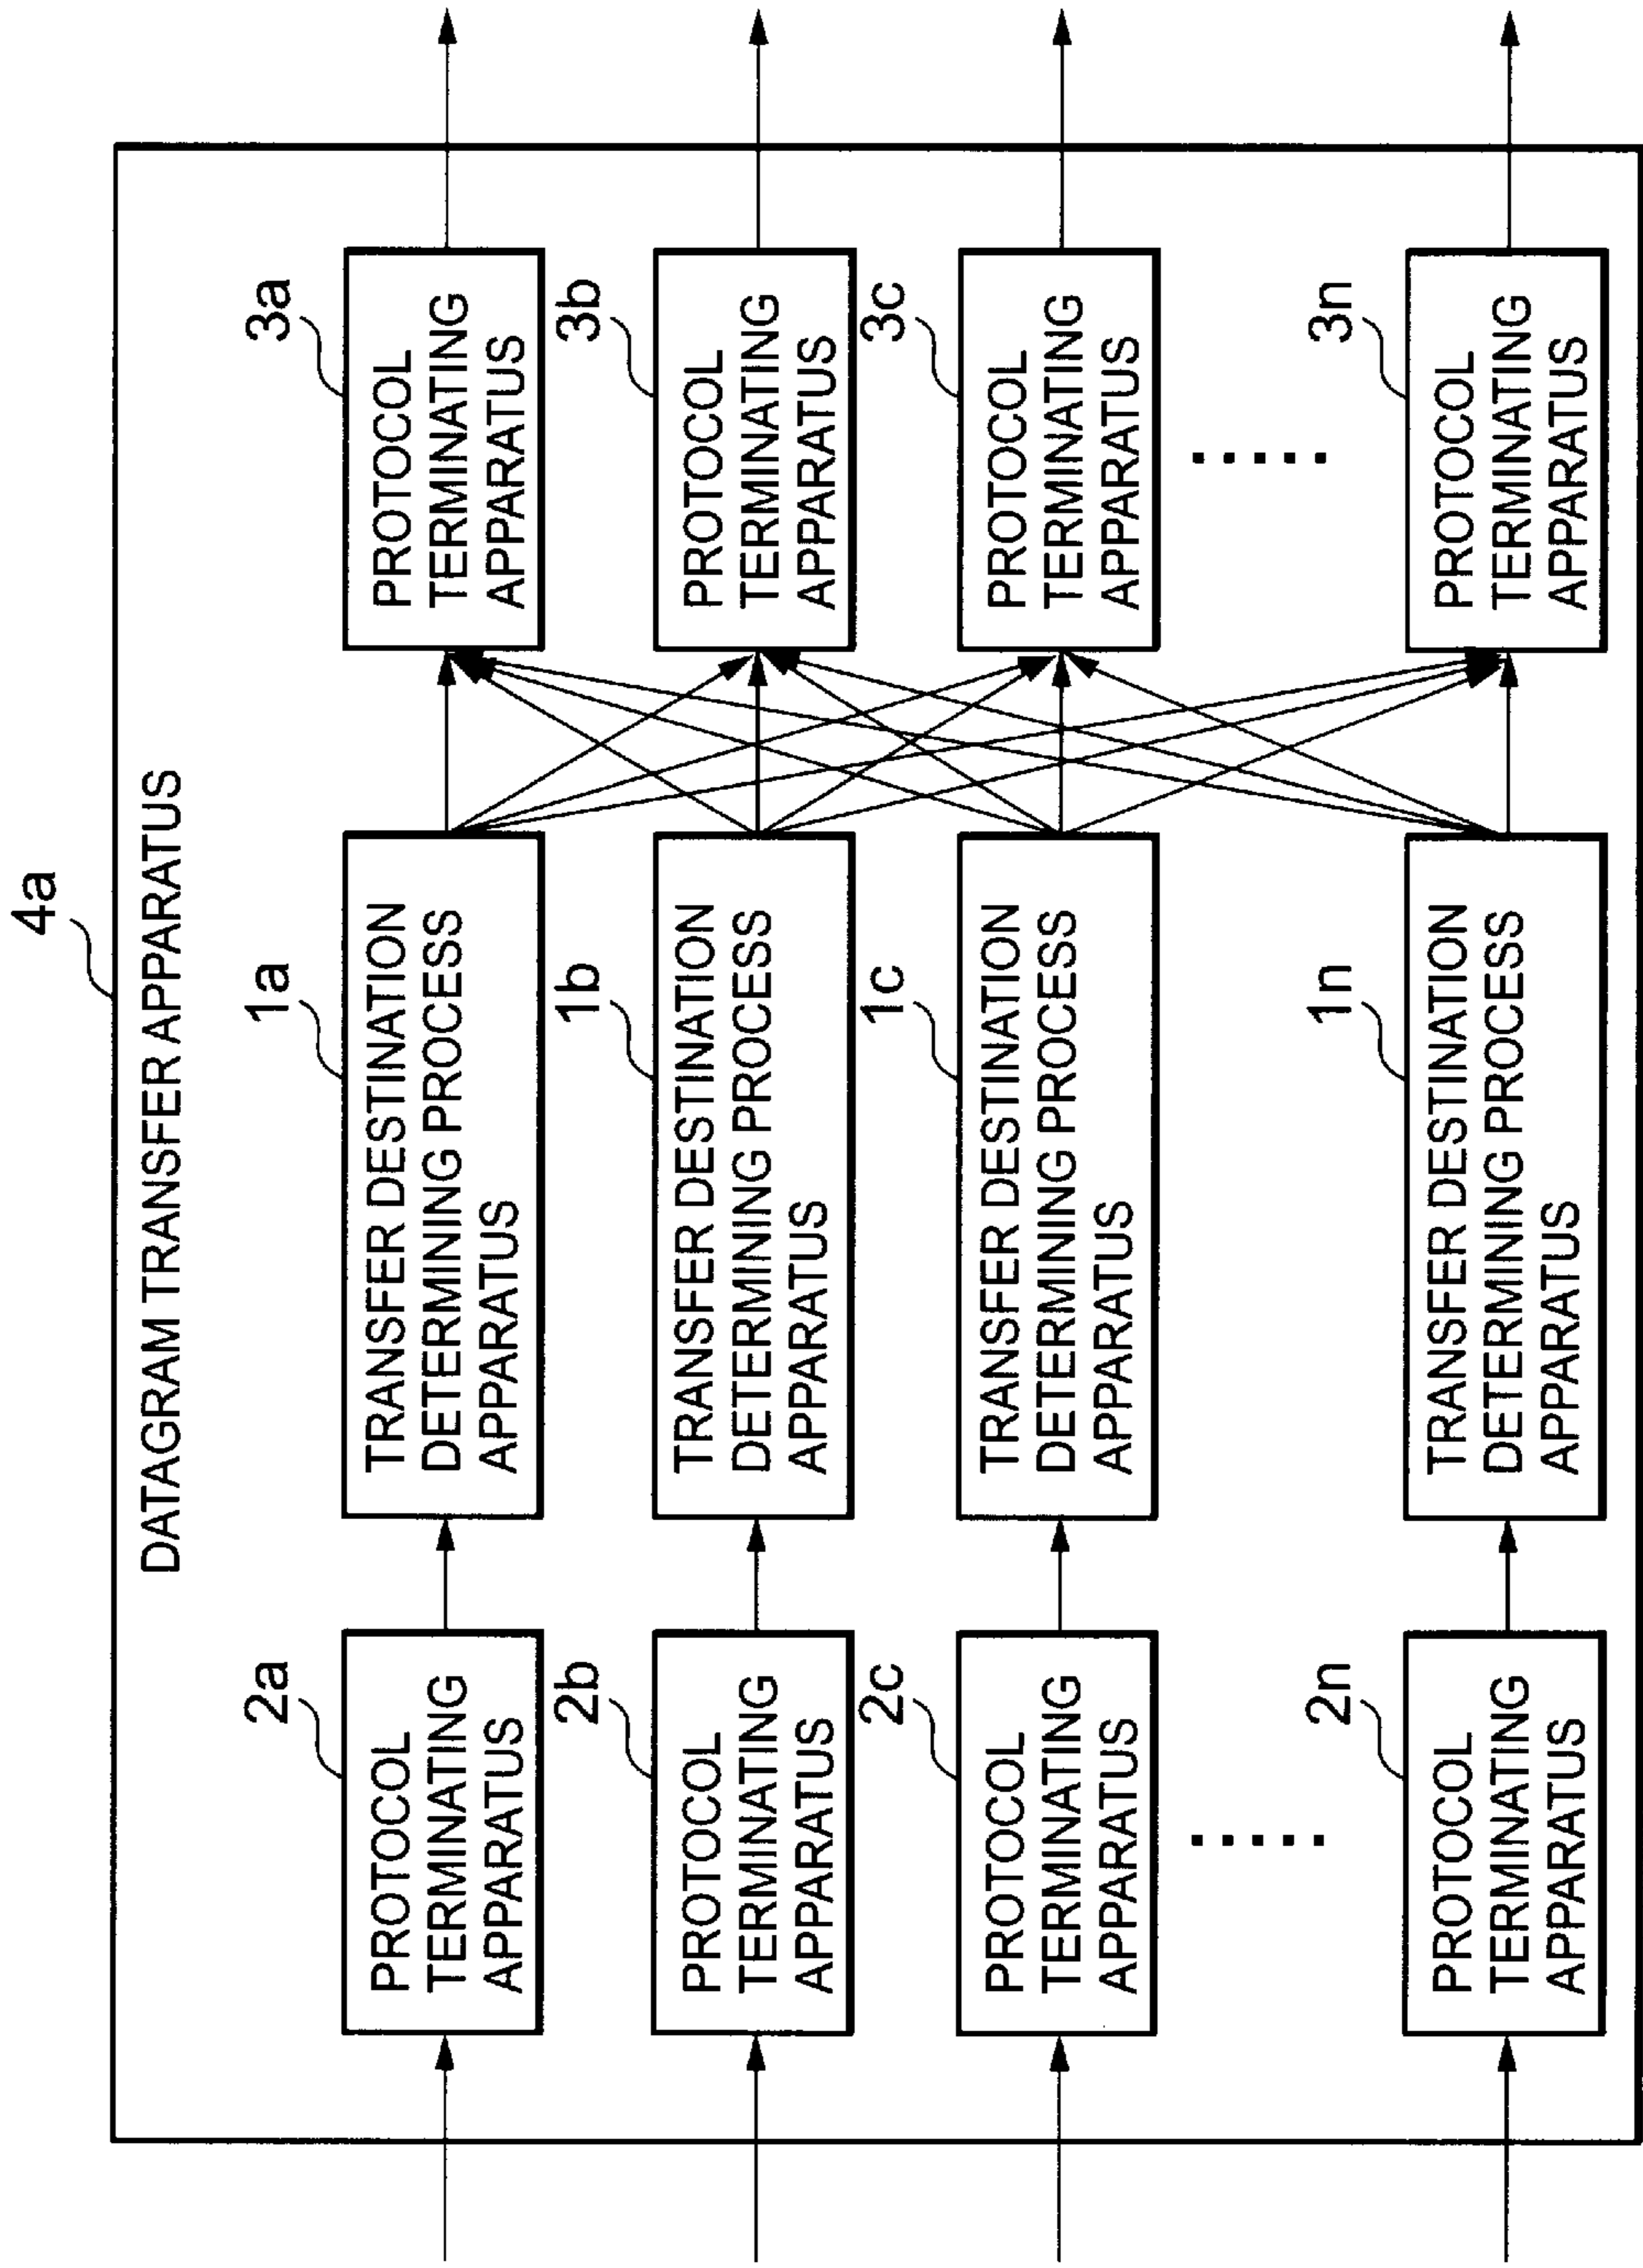 4a
DATAGRAM TRANSFER APPARATUS
2a
PROTOCOL
TERMINATING
APPARATUS
1a
TRANSFER DESTINATION
DETERMINING PROCESS
APPARATUS
3a
PROTOCOL
TERMINATING
APPARATUS
2b
PROTOCOL
TERMINATING
APPARATUS
1b
TRANSFER DESTINATION
DETERMINING PROCESS
APPARATUS
3b
PROTOCOL
TERMINATING
APPARATUS
2c
PROTOCOL
TERMINATING
APPARATUS
1c
TRANSFER DESTINATION
DETERMINING PROCESS
APPARATUS
3c
PROTOCOL
TERMINATING
APPARATUS
2n
PROTOCOL
TERMINATING
APPARATUS
1n
TRANSFER DESTINATION
DETERMINING PROCESS
APPARATUS
3n
PROTOCOL
TERMINATING
APPARATUS